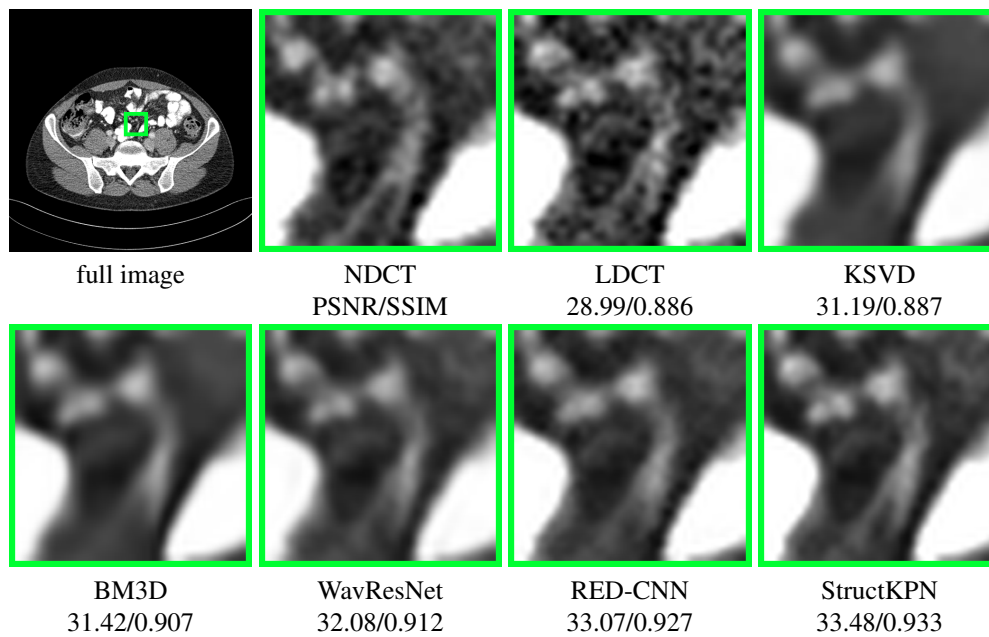 full image
NDCT
PSNR/SSIM
LDCT
28.99/0.886
KSVD
31.19/0.887
BM3D
31.42/0.907
WavResNet
32.08/0.912
RED-CNN
33.07/0.927
StructKPN
33.48/0.933